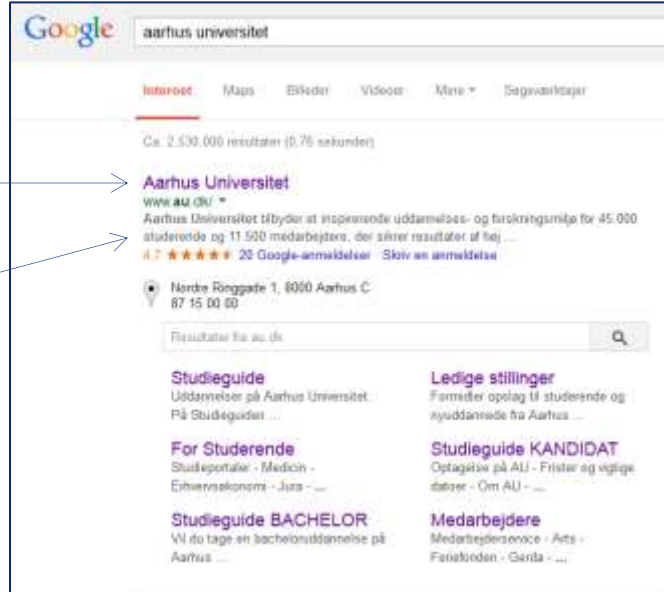 Google
aarhus universitet
Internet Maps Billeder Videoer Mere Søgeværktøjer
Ca. 2.530.000 resultater (0,76 sekunder)
Aarhus Universitet
www.au.dk/
Aarhus Universitet tilbyder et inspirerende uddannelses- og forskningsmiljø for 45.000
studerende og 11.500 medarbejdere, der sikrer resultater af høj ...
4,7 ★★★★★ 20 Google-anmeldelser Skriv en anmeldelse
Nordre Ringgade 1, 8000 Aarhus C
87 15 00 00
Resultater fra au.dk
Studieguide
Uddannelser på Aarhus Universitet.
På Studieguiden ...
Ledige stillinger
Formidler opslag til studerende og
nyuddannede fra Aarhus ...
For Studerende
Studieportaler - Medicin -
Erhvervsøkonomi - Jura - ...
Studieguide KANDIDAT
Optagelse på AU - Frister og vigtige
datoer - Om AU - ...
Studieguide BACHELOR
Vil du tage en bacheloruddannelse på
Aarhus ...
Medarbejdere
Medarbejderservice - Arts -
Feriefonden - Gerda - ...